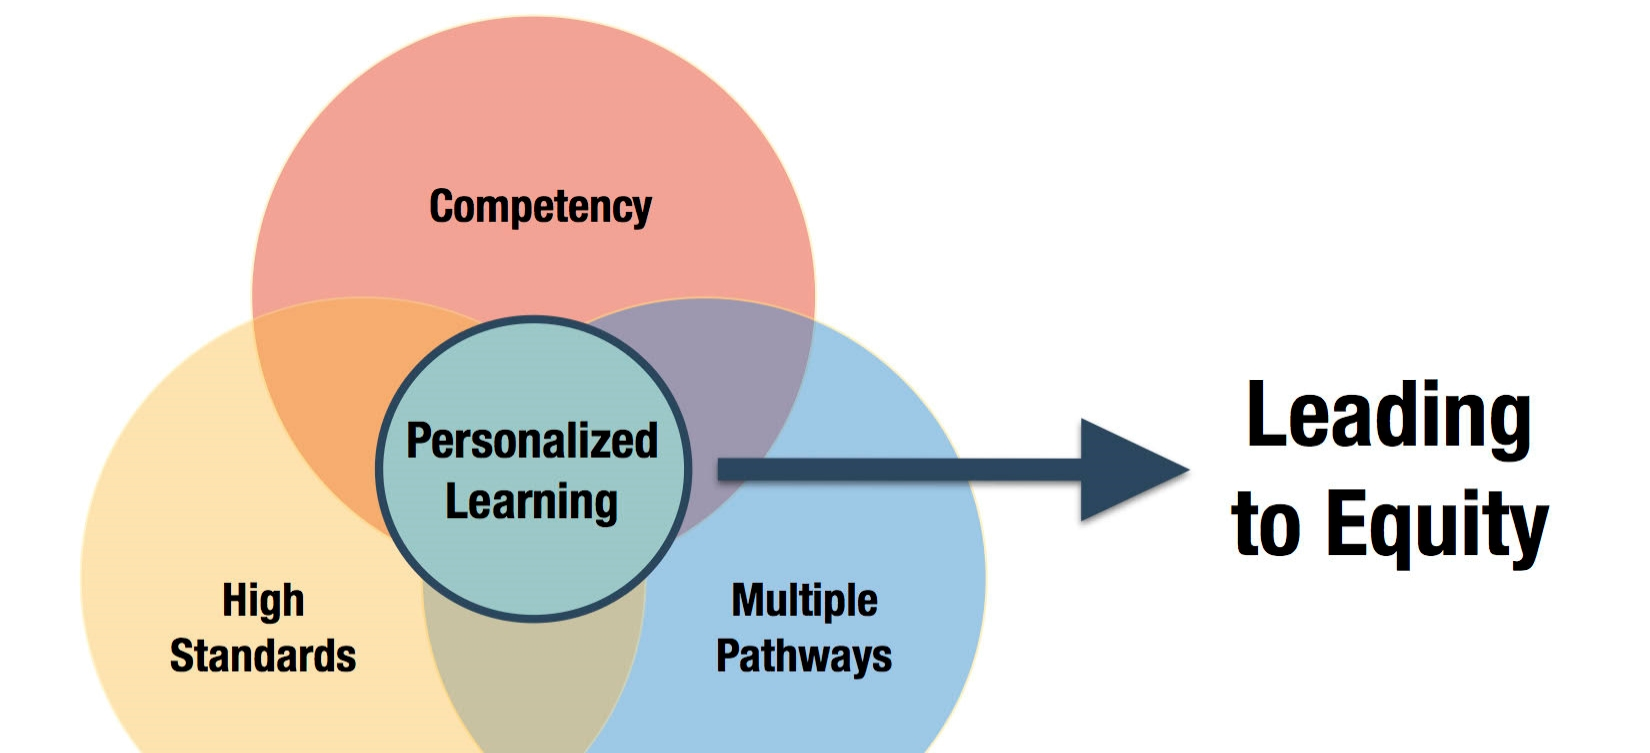 Competency
Personalized
Learning
Leading
to Equity
High
Standards
Multiple
Pathways